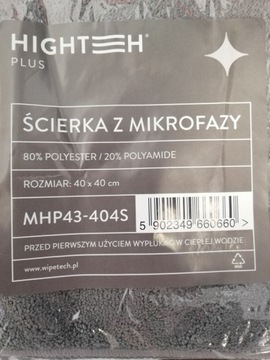 HIGHTECH®
PLUS
ŚCIERKA Z MIKROFAZY
80% POLYESTER / 20% POLYAMIDE
ROZMIAR: 40 x 40 cm
MHP43-404S
5 902349 660660 >
PRZED PIERWSZYM UŻYCIEM WYPŁUKAĆ W CIEPŁEJ WODZIE
www.wipetech.pl